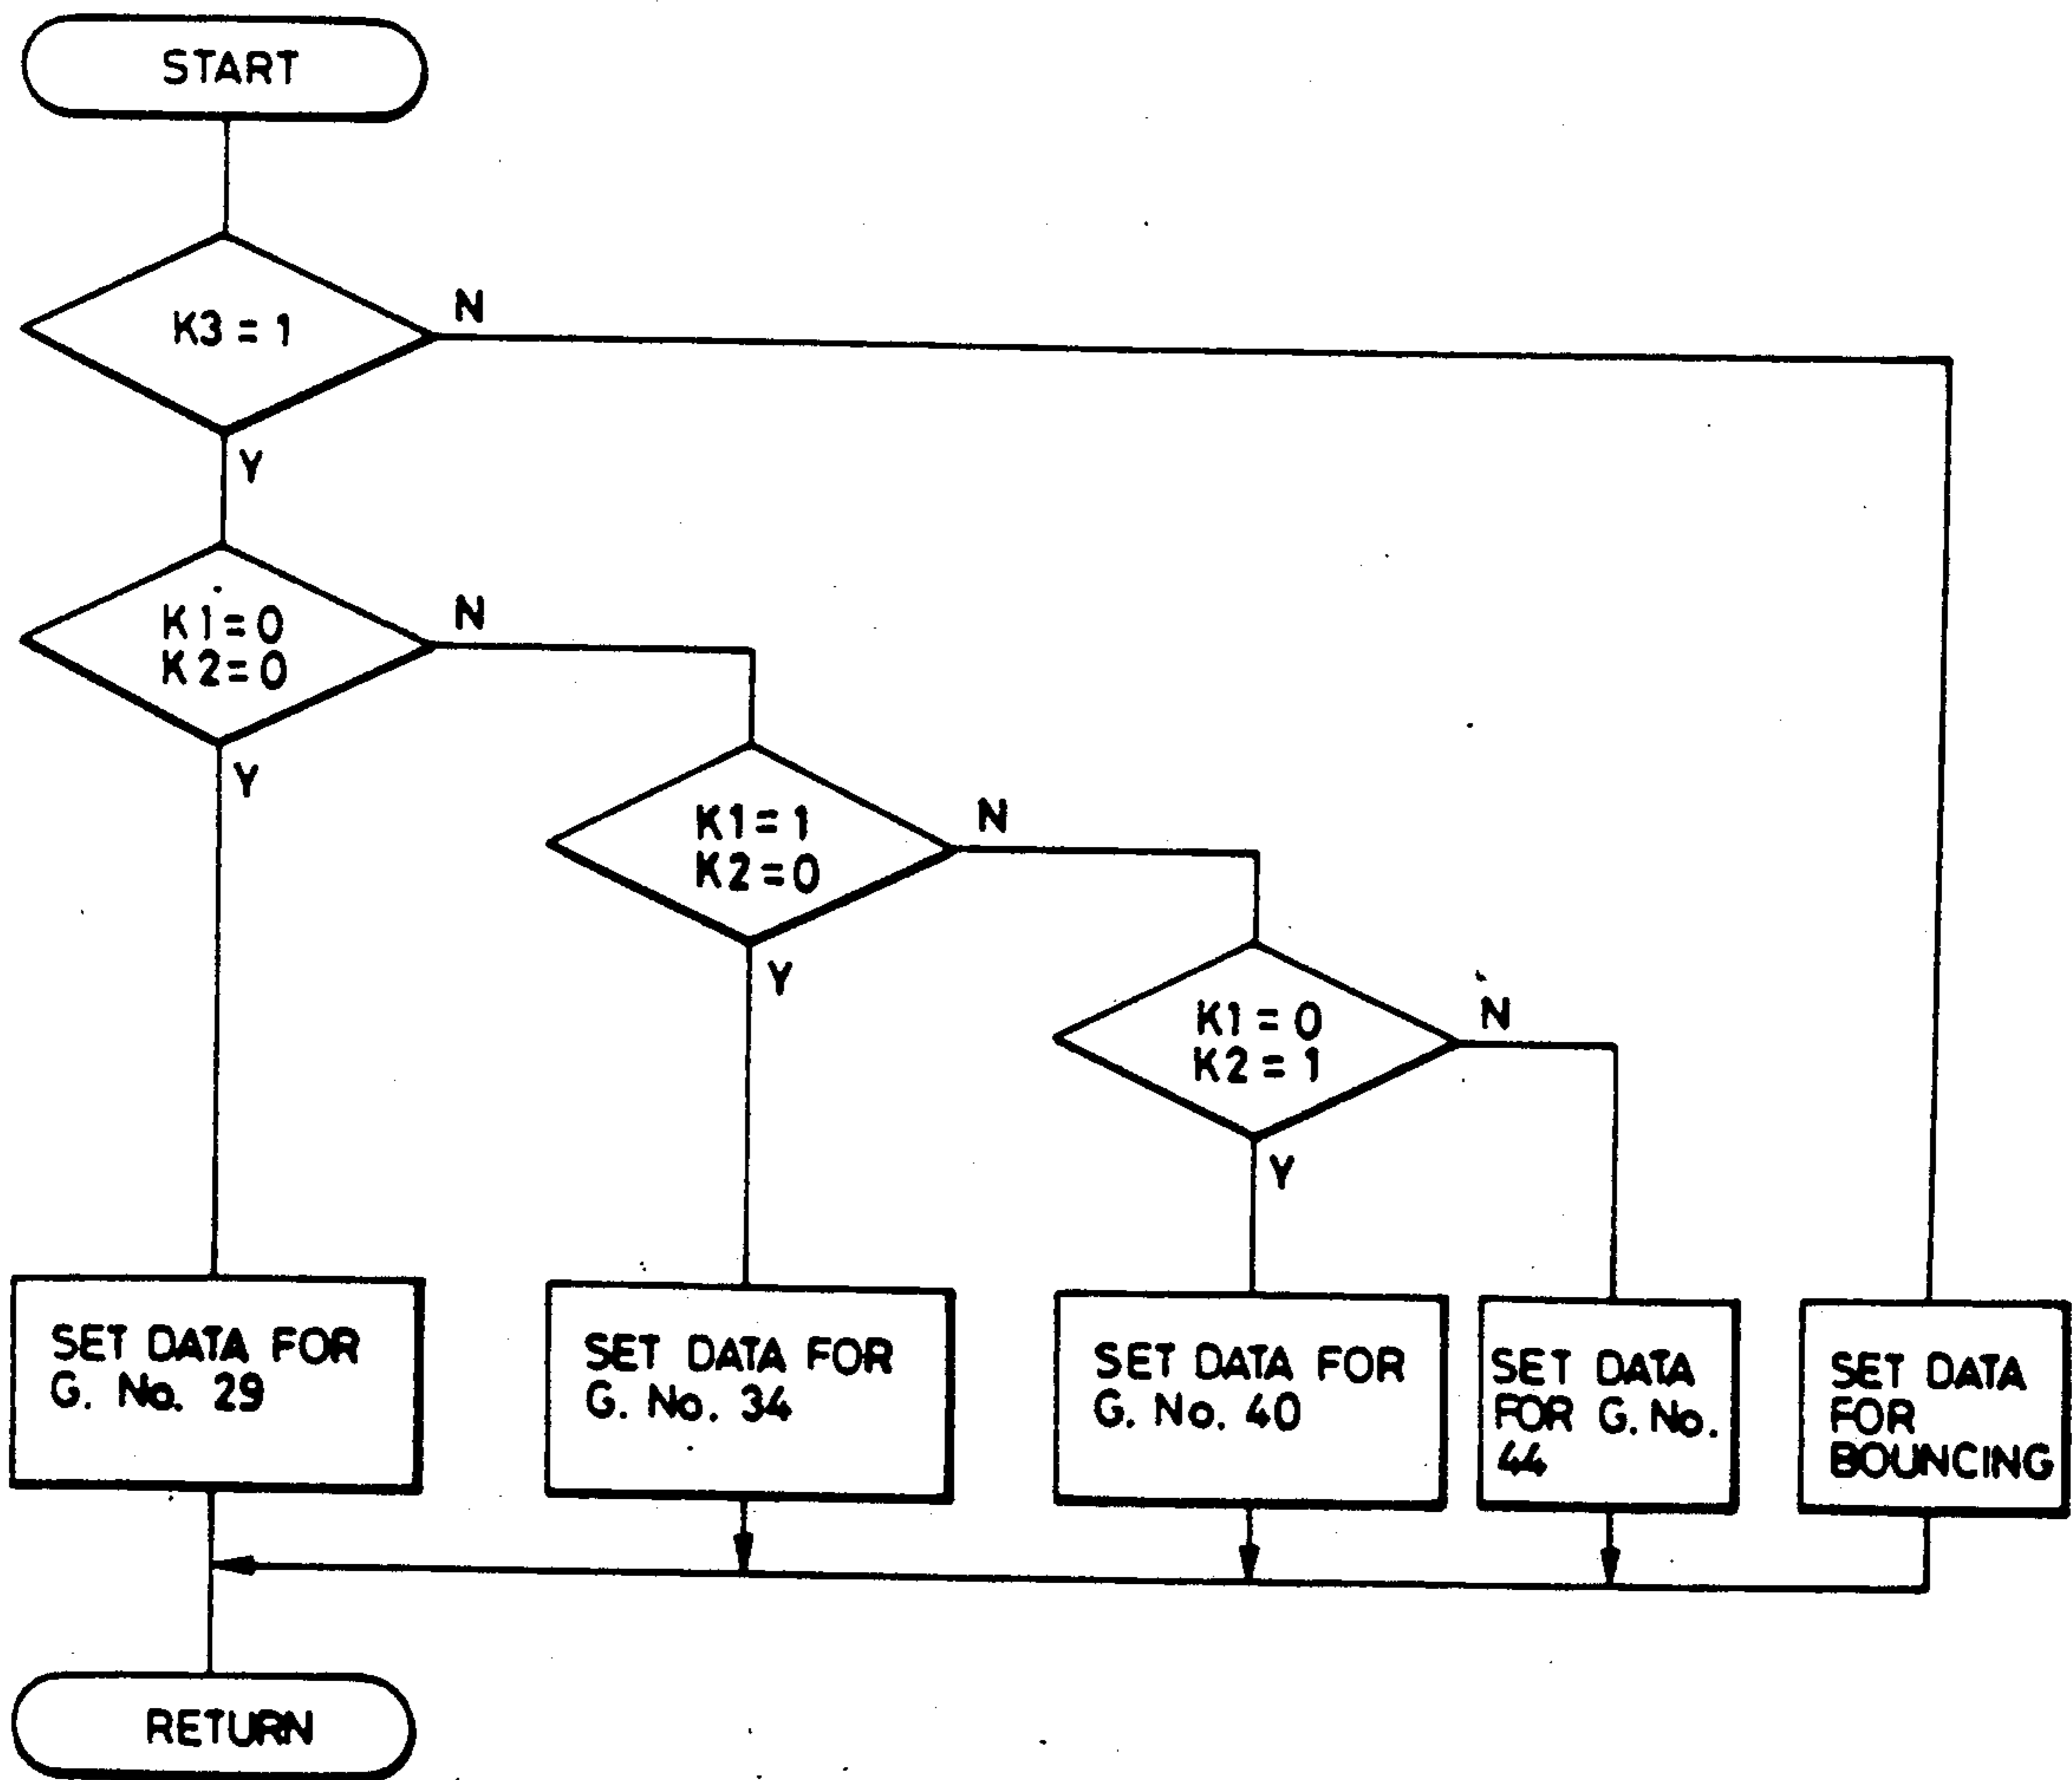 START
K3 = 1
N
Y
K1=0
K2=0
N
Y
K1=1
K2=0
N
Y
K1=0
K2=1
N
Y
SET DATA FOR
G. No. 29
SET DATA FOR
G. No. 34
SET DATA FOR
G. No. 40
SET DATA
FOR G. No.
44
SET DATA
FOR
BOUNCING
RETURN